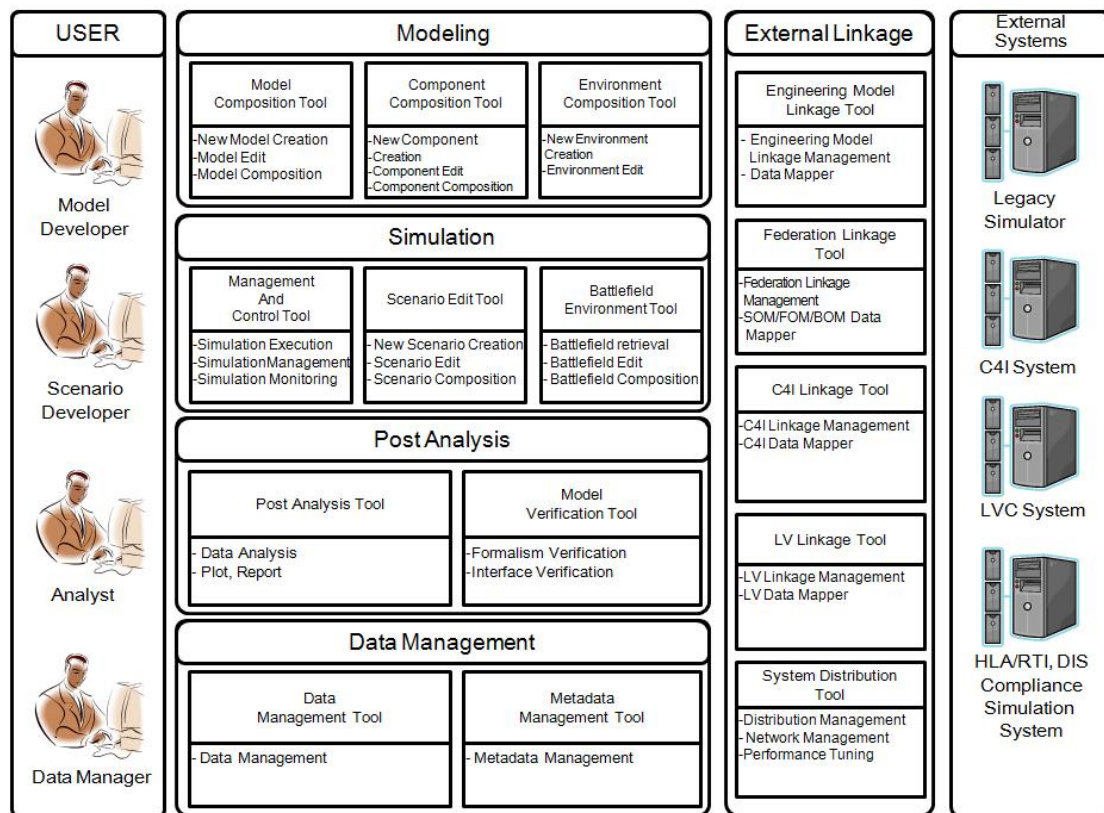 USER
Model
Developer
Scenario
Developer
Analyst
Data Manager
Modeling
Model
Composition Tool
-New Model Creation
-Model Edit
-Model Composition
Component
Composition Tool
-New Component
-Creation
-Component Edit
-Component Composition
Environment
Composition Tool
-New Environment
Creation
-Environment Edit
Simulation
Management
And
Control Tool
-Simulation Execution
-SimulationManagement
-Simulation Monitoring
Scenario Edit Tool
- New Scenario Creation
- Scenario Edit
- Scenario Composition
Battlefield
Environment Tool
- Battlefield retrieval
- Battlefield Edit
- Battlefield Composition
Post Analysis
Post Analysis Tool
- Data Analysis
- Plot, Report
Model
Verification Tool
-Formalism Verification
-Interface Verification
Data Management
Data
Management Tool
- Data Management
Metadata
Management Tool
- Metadata Management
External Linkage
Engineering Model
Linkage Tool
- Engineering Model
Linkage Management
- Data Mapper
Federation Linkage
Tool
-Federation Linkage
Management
-SOM/FOM/BOM Data
Mapper
C4I Linkage Tool
-C4I Linkage Management
-C4I Data Mapper
LV Linkage Tool
-LV Linkage Management
-LV Data Mapper
System Distribution
Tool
-Distribution Management
- Network Management
-Performance Tuning
External
Systems
Legacy
Simulator
C4I System
LVC System
HLA/RTI, DIS
Compliance
Simulation
System